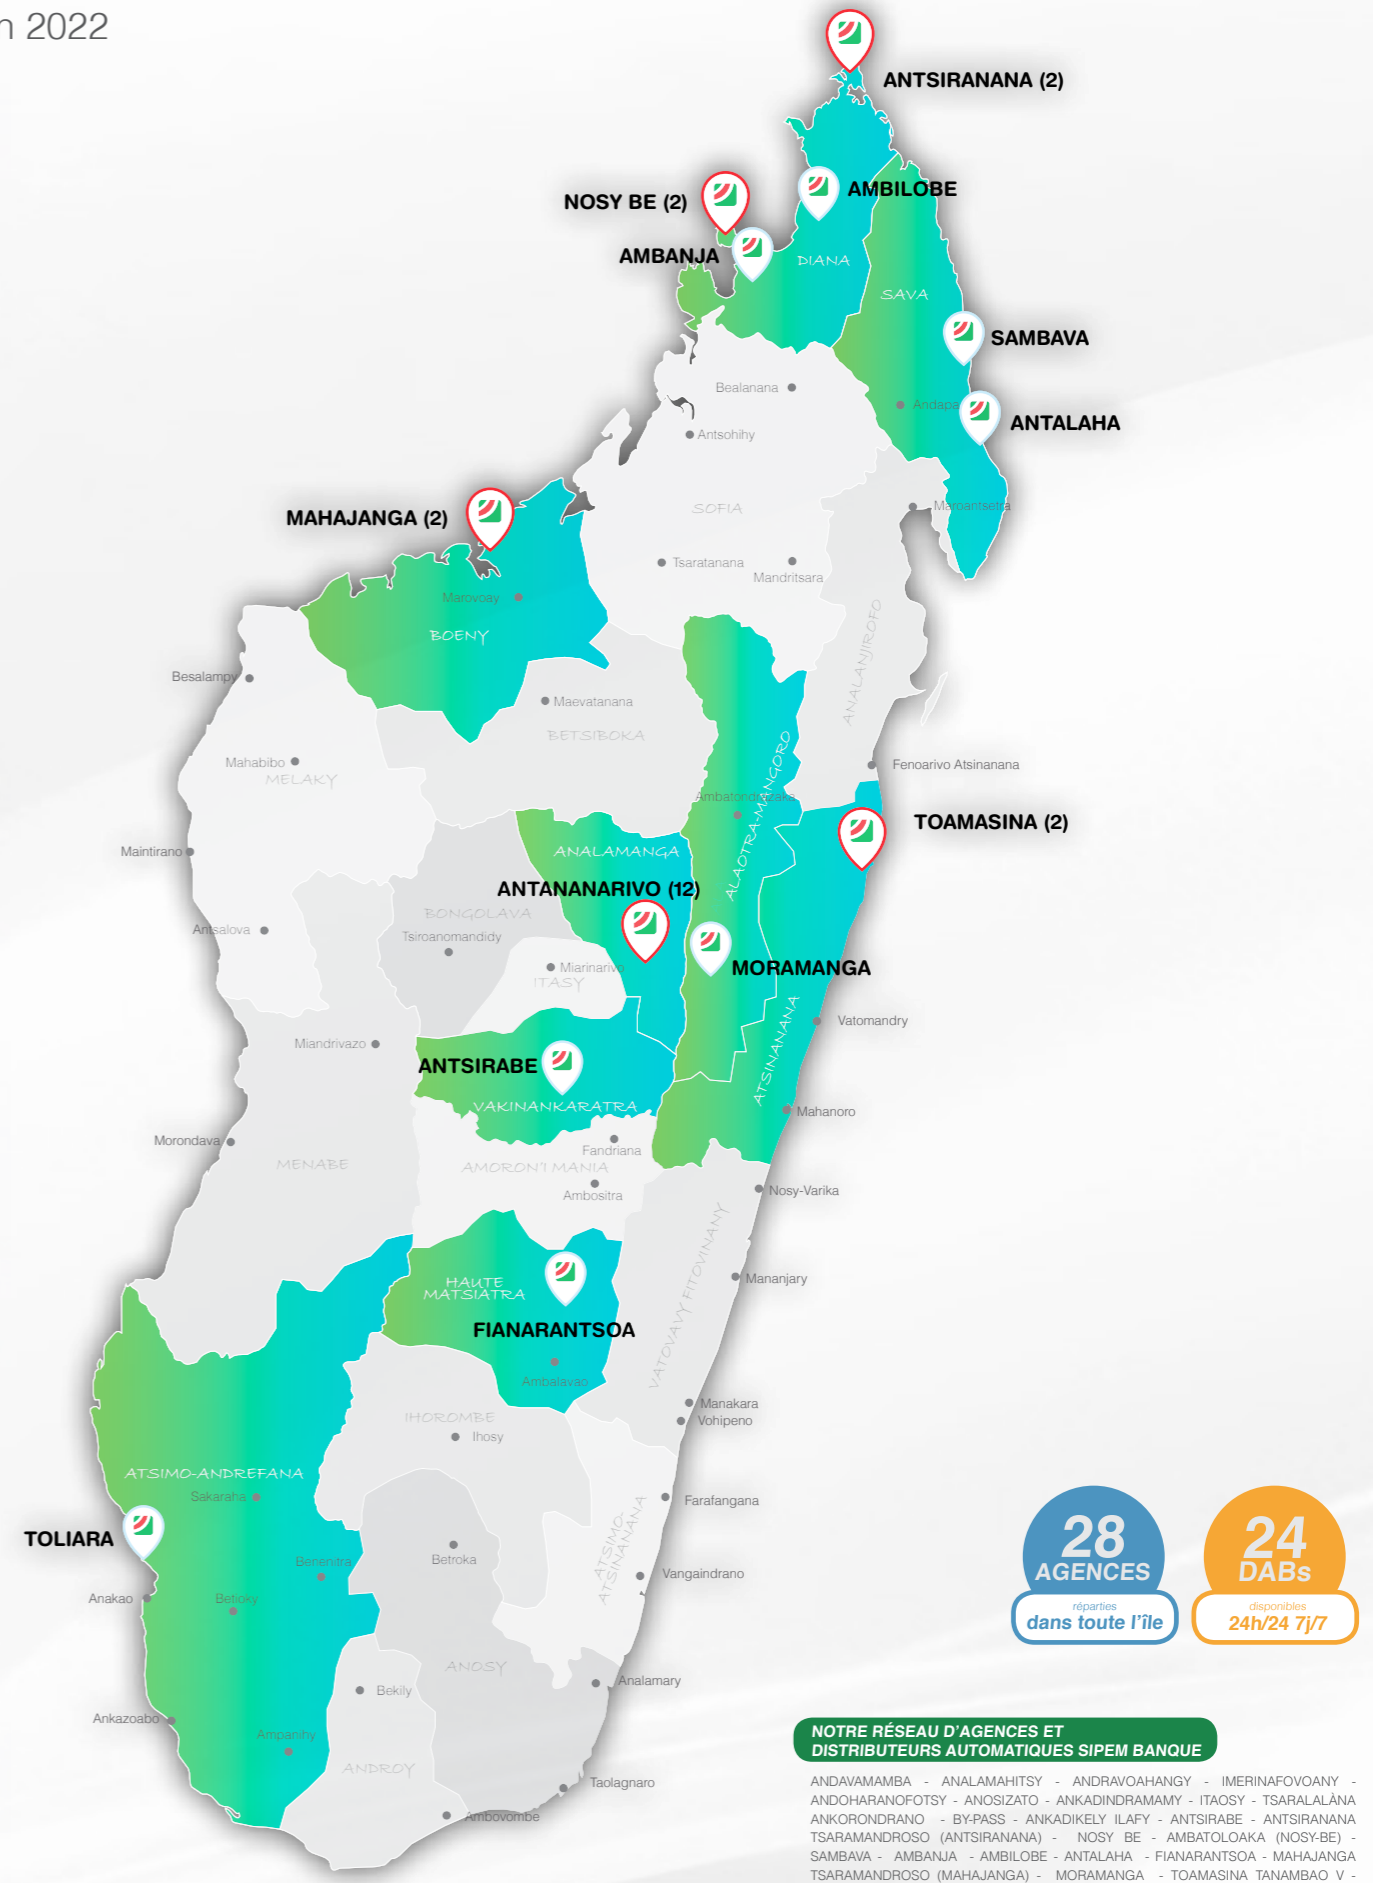 n 2022
ANTSIRANANA (2)
AMBILOBE
NOSY BE (2)
AMBANJA
DIANA
SAVA
SAMBAVA
Bealanana
Andapa
ANTALAHA
Antsohihy
SOFIA
Maroantsetra
MAHAJANGA (2)
Tsaratanana
Mandritsara
Marovoay
BOENY
ANALANJIROFO
Besalampy
Maevatanana
BETSIBOKA
Mahabibo
MELAKY
Fenoarivo Atsinanana
ALAOTRA-MANGORO
Ambatondrazaka
TOAMASINA (2)
Maintirano
ANALAMANGA
ANTANANARIVO (12)
BONGOLAVA
Antsalova
Tsiroanomandidy
Miarinarivo
ITASY
MORAMANGA
Vatomandry
Miandrivazo
ATSINANANA
ANTSIRABE
VAKINANKARATRA
Mahanoro
Morondava
Fandriana
MENABE
AMORON'I MANIA
Ambositra
Nosy-Varika
Mananjary
HAUTE
MATSIATRA
VATOVAVY FITOVINANY
FIANARANTSOA
Ambalavao
Manakara
Vohipeno
IHOROMBE
Ihosy
ATSIMO-ANDREFANA
Sakaraha
Farafangana
TOLIARA
ATSIMO-
ATSINANANA
Betroka
Benenitra
Vangaindrano
Anakao
Betioky
28
AGENCES
réparties
dans toute l'île
24
DABs
disponibles
24h/24 7j/7
ANOSY
Analamary
Bekily
Ankazoabo
Ampanihy
ANDROY
Taolagnaro
Ambovombe
NOTRE RÉSEAU D'AGENCES ET
DISTRIBUTEURS AUTOMATIQUES SIPEM BANQUE
ANDAVAMAMBA - ANALAMAHITSY - ANDRAVOAHANGY - IMERINAFOVOANY -
ANDOHARANOFOTSY - ANOSIZATO - ANKADINDRAMAMY - ITAOSY - TSARALALÀNA
ANKORONDRANO - BY-PASS - ANKADIKELY ILAFY - ANTSIRABE - ANTSIRANANA
TSARAMANDROSO (ANTSIRANANA) - NOSY BE - AMBATOLOAKA (NOSY-BE) -
SAMBAVA - AMBANJA - AMBILOBE - ANTALAHA - FIANARANTSOA - MAHAJANGA
TSARAMANDROSO (MAHAJANGA) - MORAMANGA - TOAMASINA TANAMBAO V -